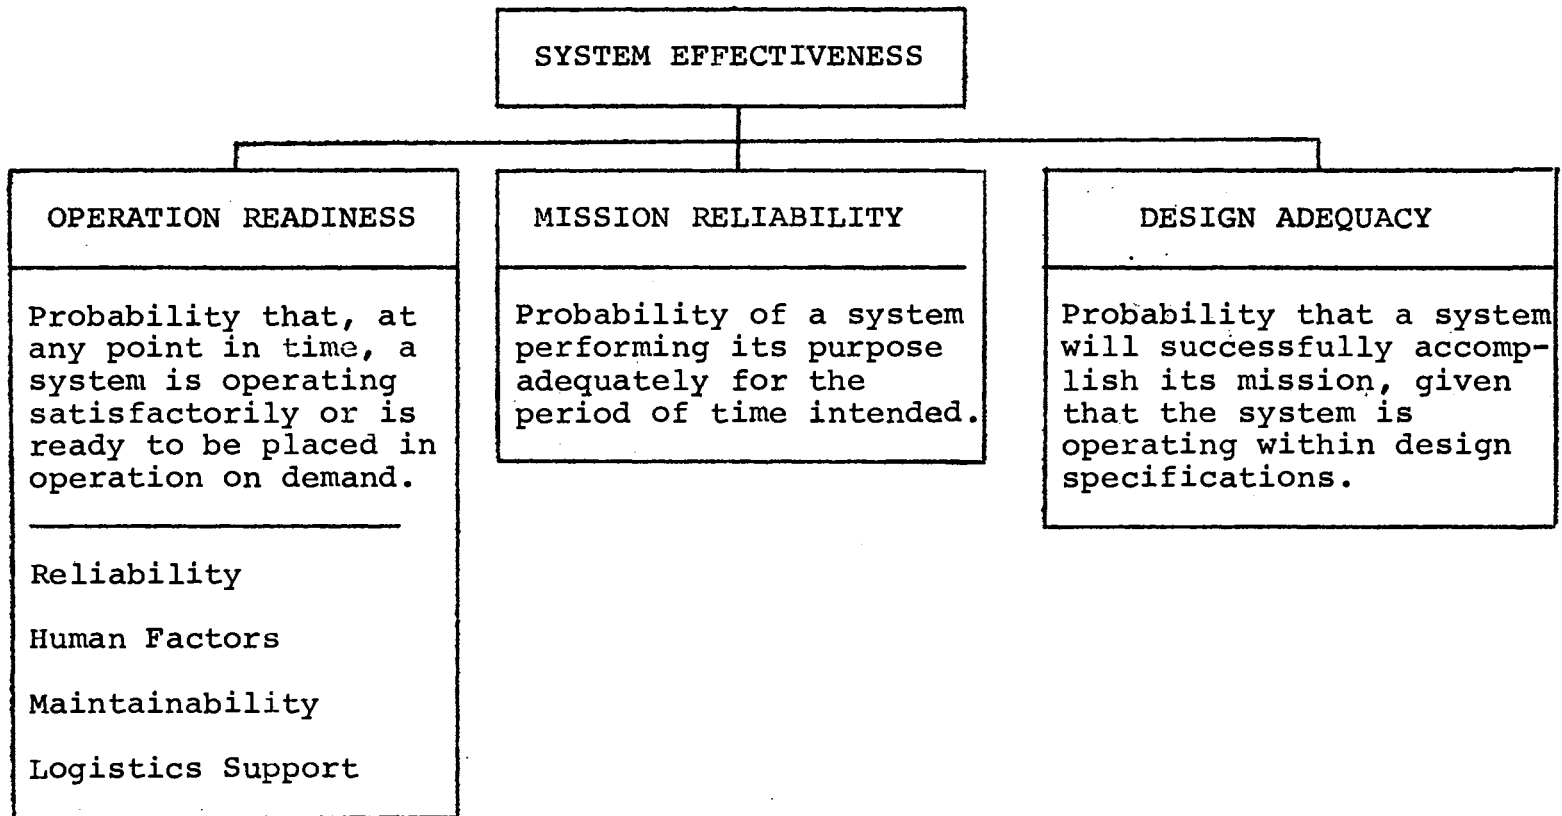 SYSTEM EFFECTIVENESS
OPERATION READINESS
Probability that, at
any point in time, a
system is operating
satisfactorily or is
ready to be placed in
operation on demand.
Reliability
Human Factors
Maintainability
Logistics Support
MISSION RELIABILITY
Probability of a system
performing its purpose
adequately for the
period of time intended.
DESIGN ADEQUACY
Probability that a system
will successfully accomp-
lish its mission, given
that the system is
operating within design
specifications.